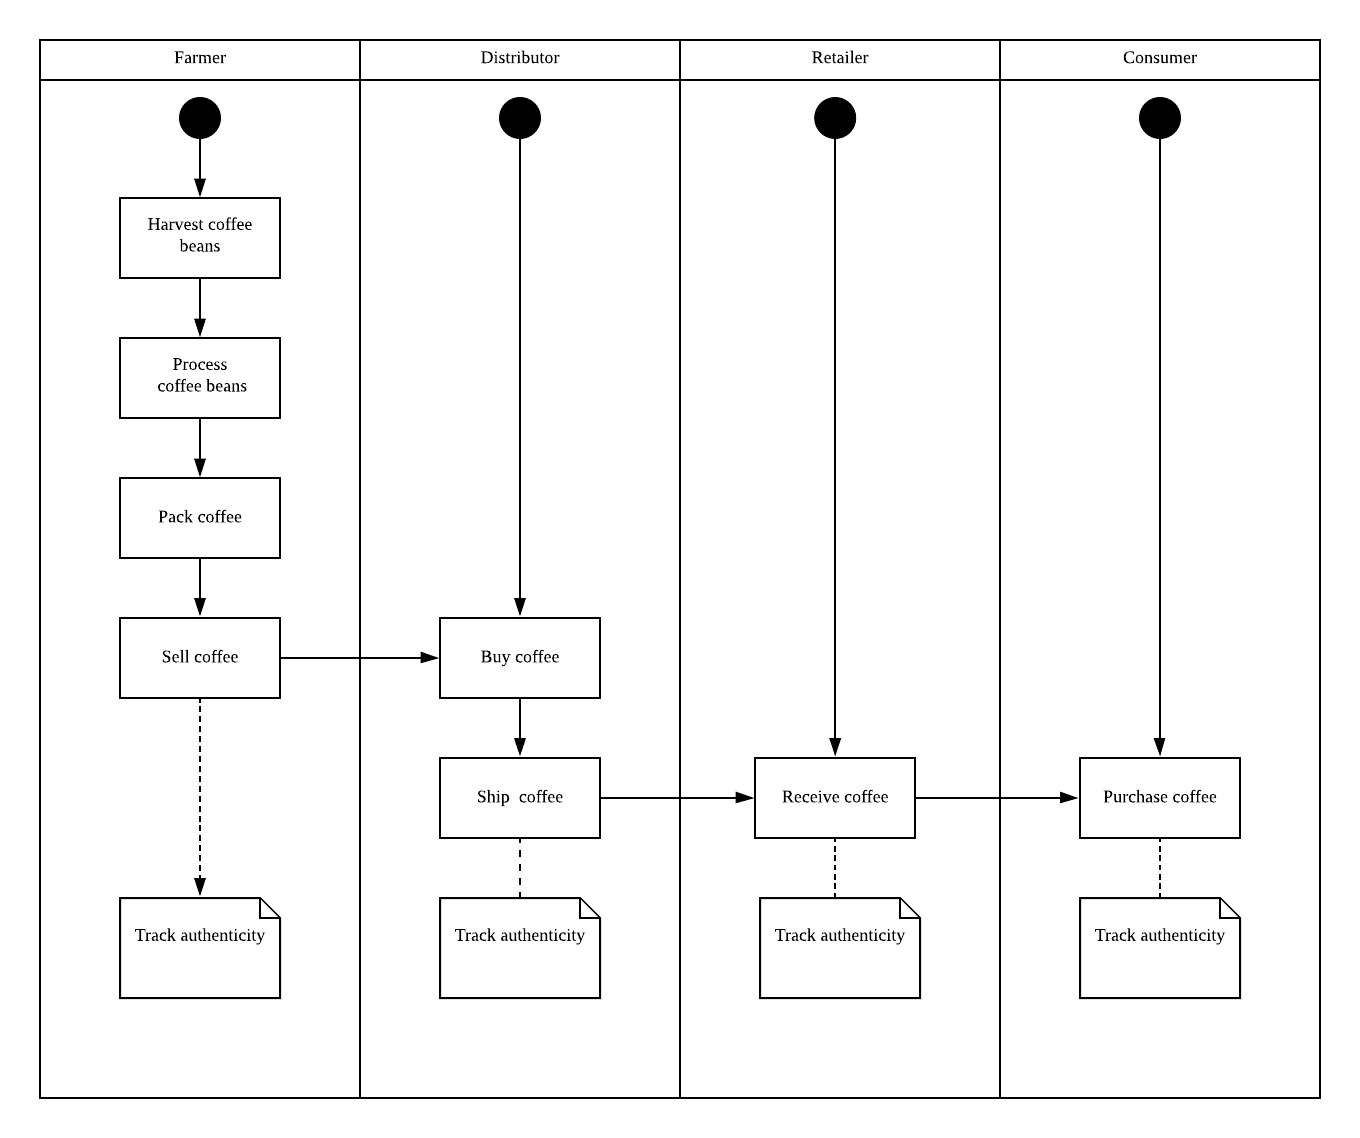 Farmer
Distributor
Retailer
Consumer
Harvest coffee
beans
Process
coffee beans
Pack coffee
Sell coffee
Buy coffee
Ship  coffee
Receive coffee
Purchase coffee
Track authenticity
Track authenticity
Track authenticity
Track authenticity